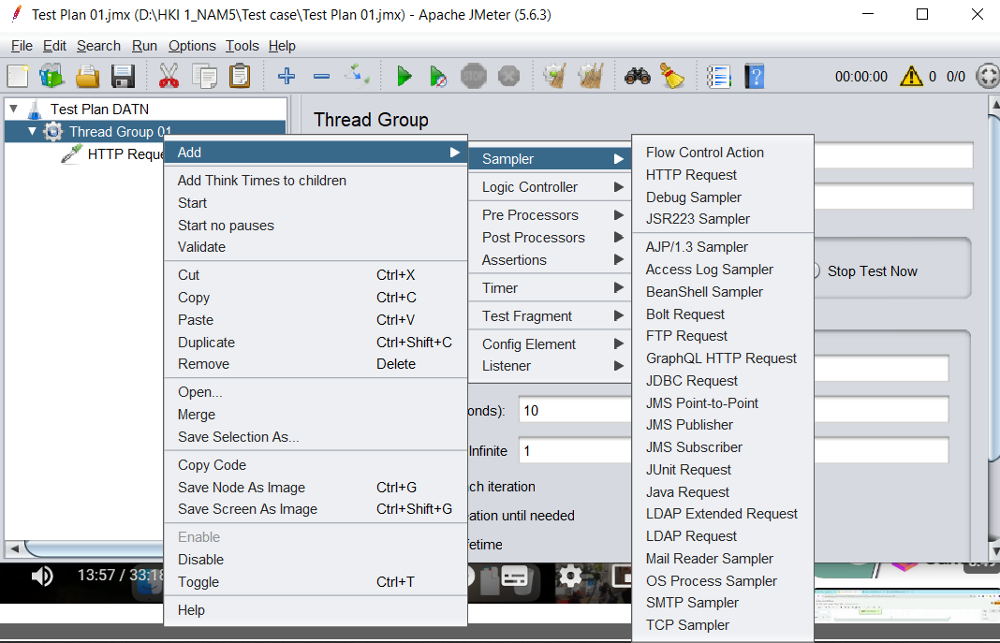 Test Plan 01.jmx (D:\HKI 1_NAM5\Test case\Test Plan 01.jmx) - Apache JMeter (5.6.3)
File Edit Search Run Options Tools Help
STOP 00:00:00 0 0/0
Test Plan DATN
Thread Group 01
HTTP Reque
Thread Group
Add
Add Think Times to children
Start
Start no pauses
Validate
Cut Ctrl+X
Copy Ctrl+C
Paste Ctrl+V
Duplicate Ctrl+Shift+C
Remove Delete
Open...
Merge
Save Selection As...
Copy Code
Save Node As Image Ctrl+G
Save Screen As Image Ctrl+Shift+G
Enable
Disable
Toggle Ctrl+T
Help
Sampler
Logic Controller
Pre Processors
Post Processors
Assertions
Timer
Test Fragment
Config Element
Listener
Flow Control Action
HTTP Request
Debug Sampler
JSR223 Sampler
AJP/1.3 Sampler
Access Log Sampler
BeanShell Sampler
Bolt Request
FTP Request
GraphQL HTTP Request
JDBC Request
JMS Point-to-Point
JMS Publisher
JMS Subscriber
JUnit Request
Java Request
LDAP Extended Request
LDAP Request
Mail Reader Sampler
OS Process Sampler
SMTP Sampler
TCP Sampler
Stop Test Now
onds): 10
Infinite 1
ch iteration
eation until needed
fetime
13:57 / 33:18